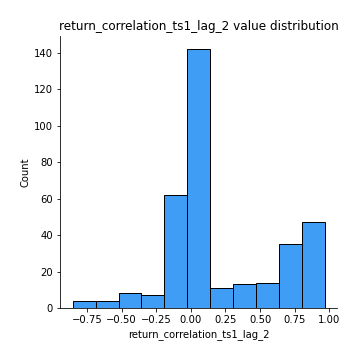 return_correlation_ts1_lag_2 value distribution
140
120
100
80
60
40
20
0
Count
−0.75 −0.50 −0.25 0.00 0.25 0.50 0.75 1.00
return_correlation_ts1_lag_2